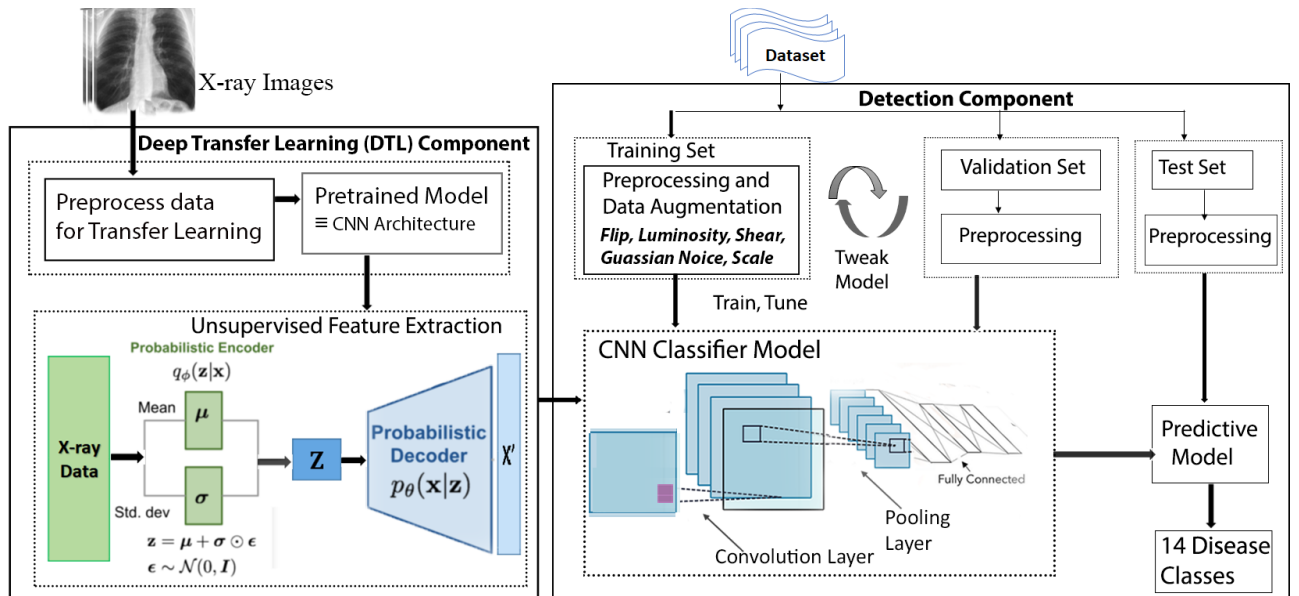 X-ray Images
Dataset
Deep Transfer Learning (DTL) Component
Preprocess data
for Transfer Learning
Pretrained Model
≡ CNN Architecture
Unsupervised Feature Extraction
Probabilistic Encoder
qϕ(z|x)
Mean
μ
X-ray
Data
σ
Std. dev
z = μ + σ ⊙ ϵ
ϵ ∼ N(0, I)
Z
Probabilistic
Decoder
pθ(x|z)
X'
Detection Component
Training Set
Preprocessing and
Data Augmentation
Flip, Luminosity, Shear,
Guassian Noice, Scale
Tweak
Model
Validation Set
Preprocessing
Test Set
Preprocessing
Train, Tune
CNN Classifier Model
Convolution Layer
Pooling
Layer
Fully Connected
Predictive
Model
14 Disease
Classes